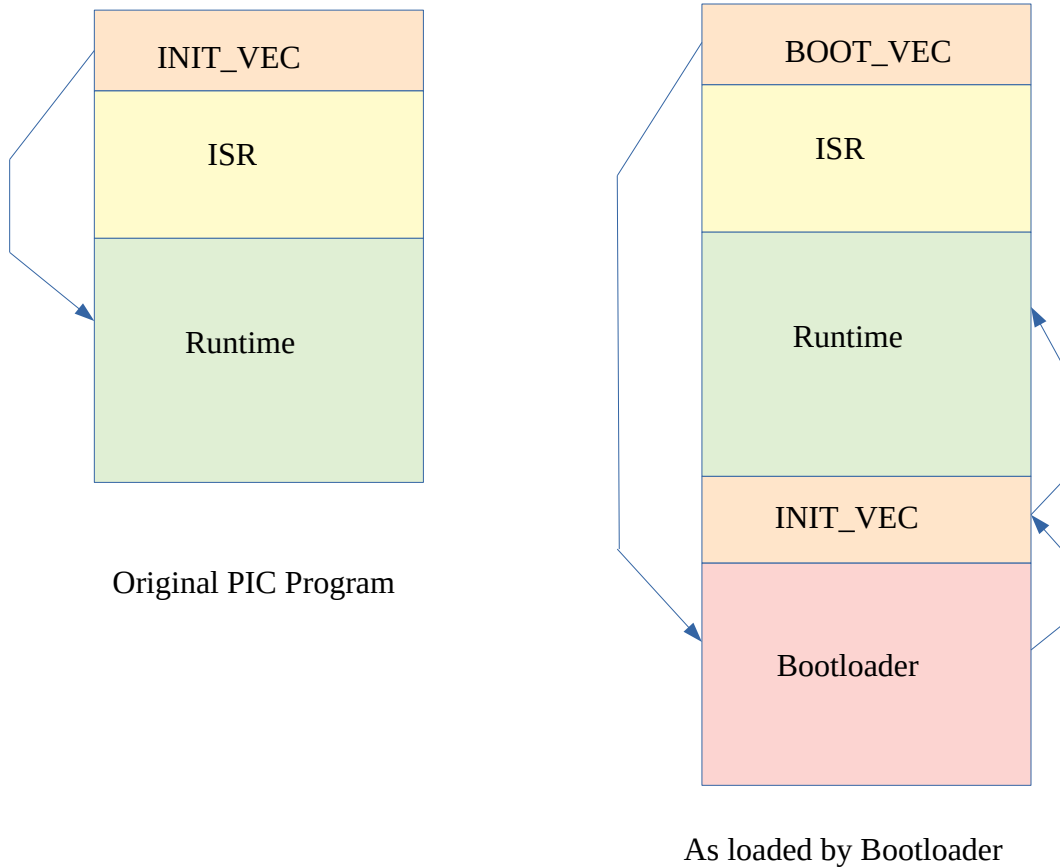 INIT_VEC
ISR
Runtime
Original PIC Program
BOOT_VEC
ISR
Runtime
INIT_VEC
Bootloader
As loaded by Bootloader